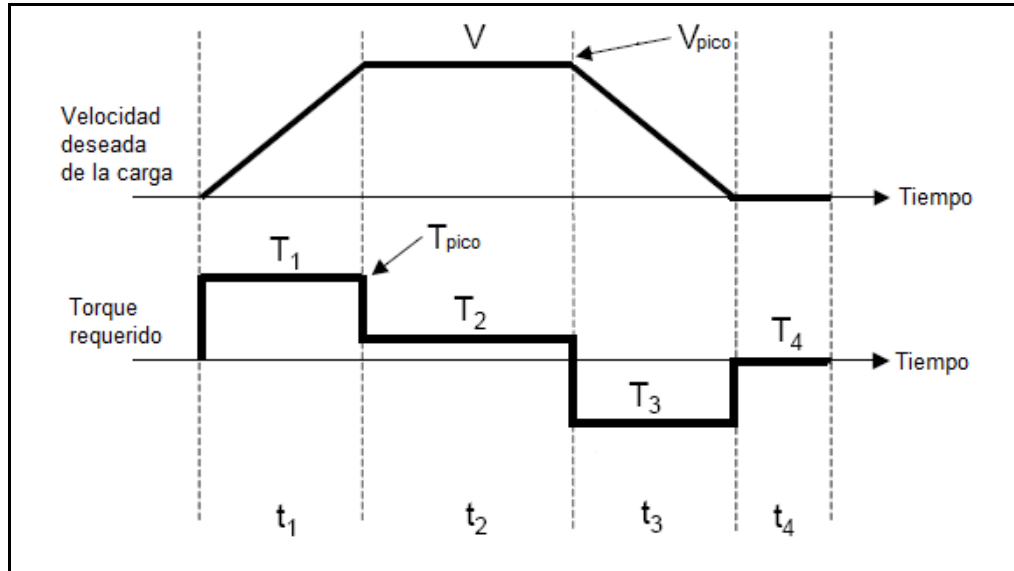 V
Vpico
Velocidad
deseada
de la carga
Tiempo
T1
Tpico
Torque
requerido
T2
T3
T4
Tiempo
t1
t2
t3
t4